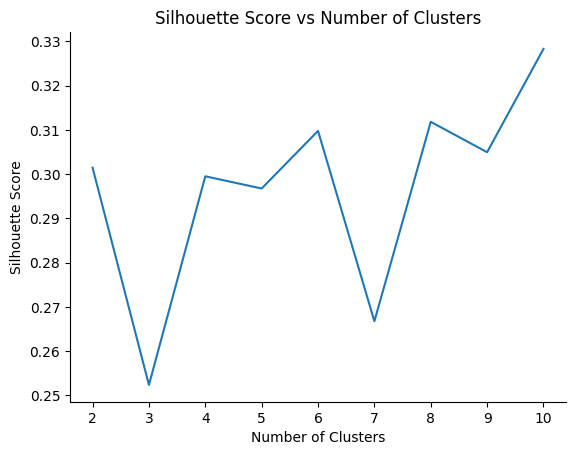 Silhouette Score vs Number of Clusters
0.33
0.32
0.31
0.30
0.29
0.28
0.27
0.26
0.25
Silhouette Score
2 3 4 5 6 7 8 9 10
Number of Clusters